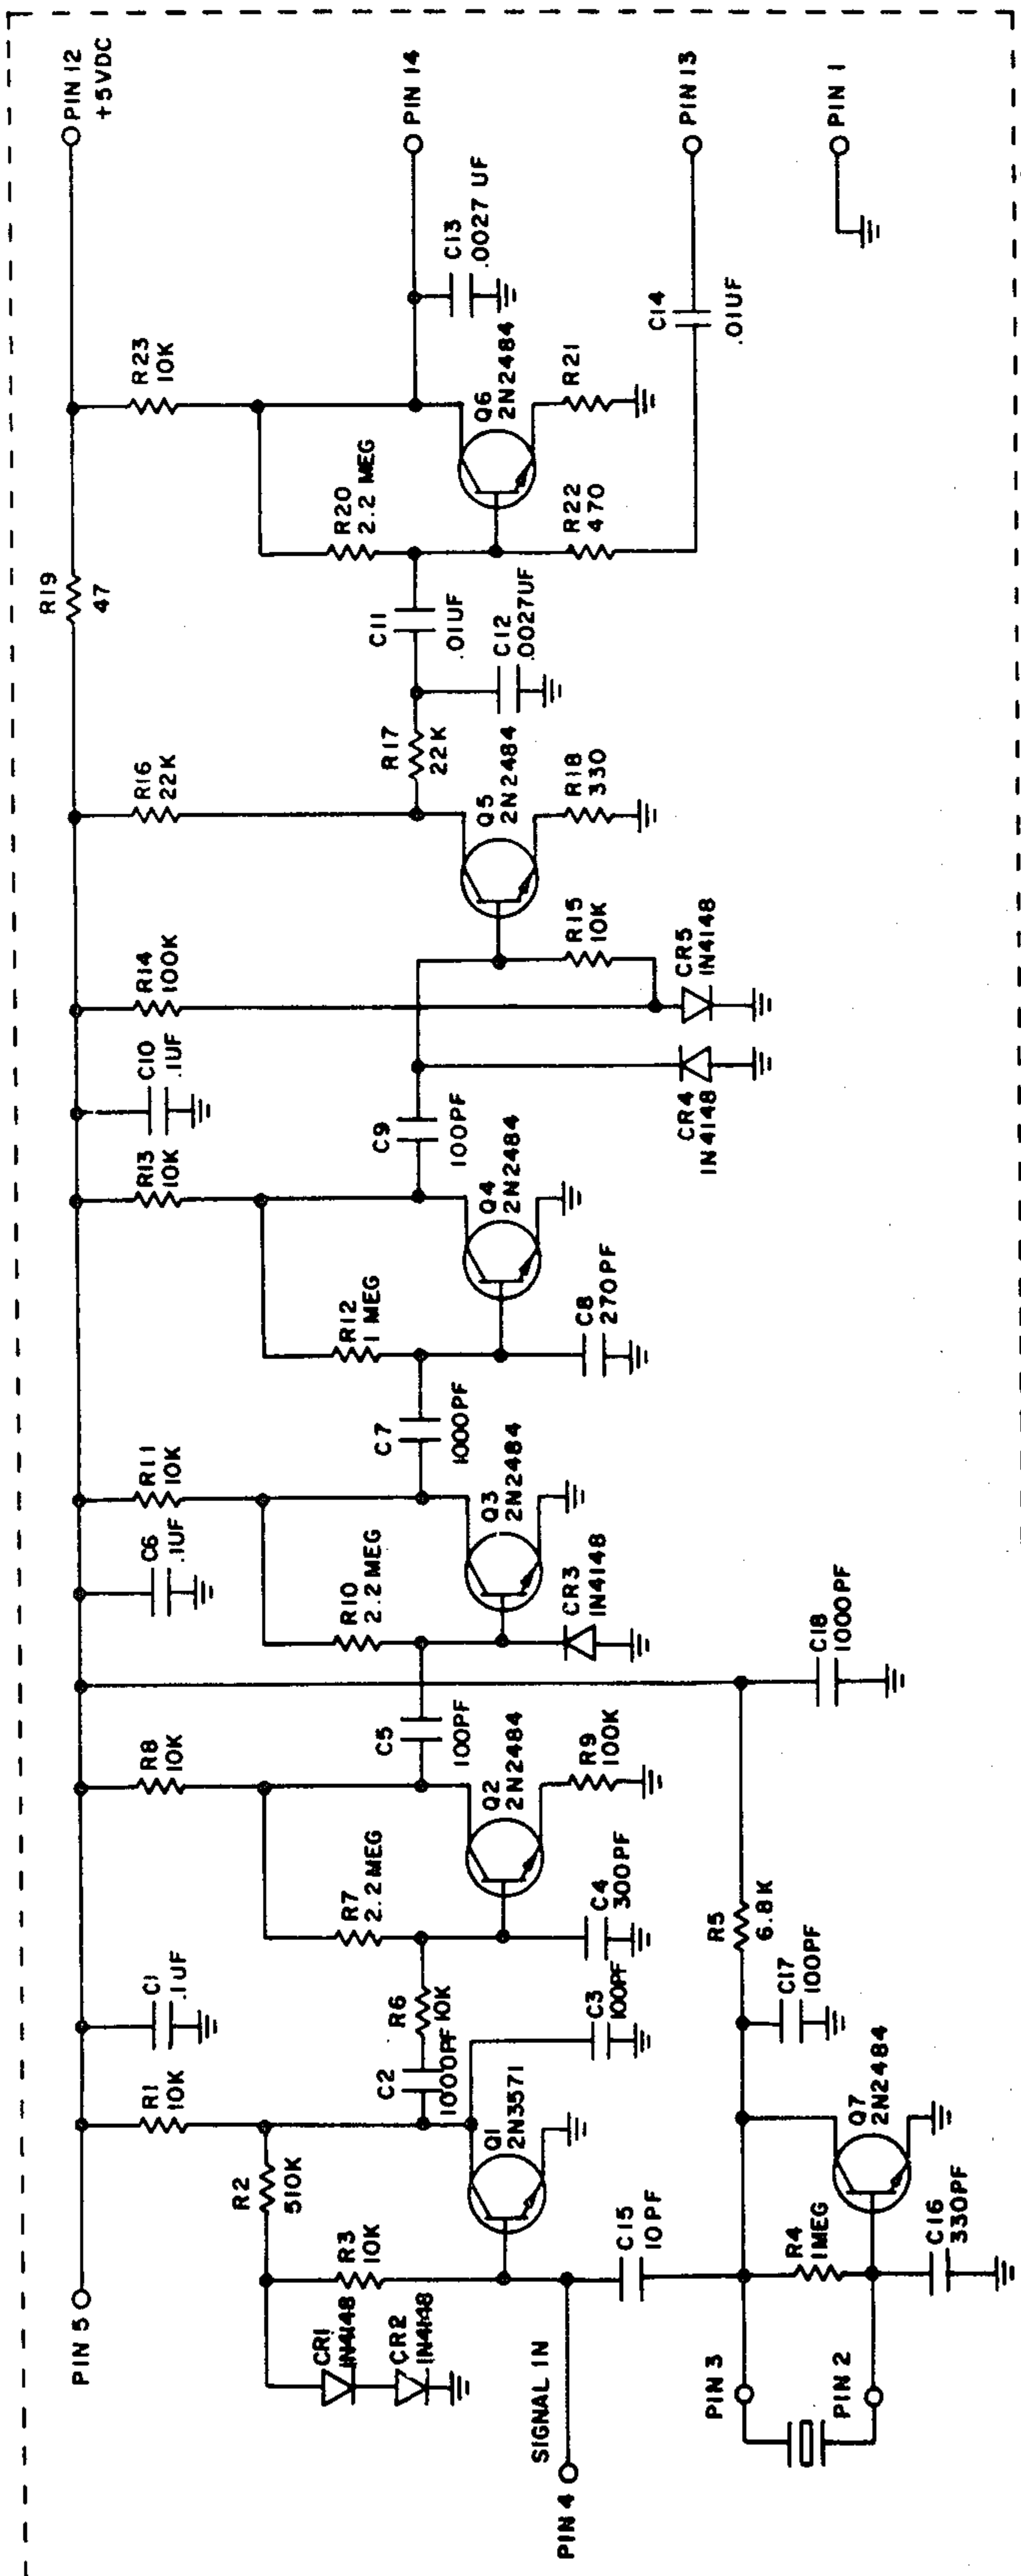 PIN 5
R1
10K
C1
.1UF
R8
10K
C6
.1UF
R11
10K
R13
10K
C10
.1UF
R14
100K
R16
22K
R19
47
R23
10K
PIN 12
+5VDC
R2
510K
R3
10K
CR1
1N4148
CR2
1N4148
Q1
2N3571
C2
1000PF
R6
10K
C3
100PF
R7
2.2 MEG
C4
300PF
Q2
2N2484
R9
100K
C5
100PF
R10
2.2 MEG
CR3
1N4148
Q3
2N2484
C7
1000PF
R12
1 MEG
C8
270PF
Q4
2N2484
C9
100PF
CR4
1N4148
CR5
1N4148
R15
10K
Q5
2N2484
R18
330
R17
22K
C12
.0027UF
C11
.01UF
R20
2.2 MEG
R22
470
Q6
2N2484
R21
C13
.0027 UF
PIN 14
C14
.01UF
PIN 13
PIN 1
SIGNAL IN
PIN 4
C15
10PF
PIN 3
PIN 2
R4
1MEG
C16
330PF
Q7
2N2484
C17
100PF
R5
6.8K
C18
1000PF